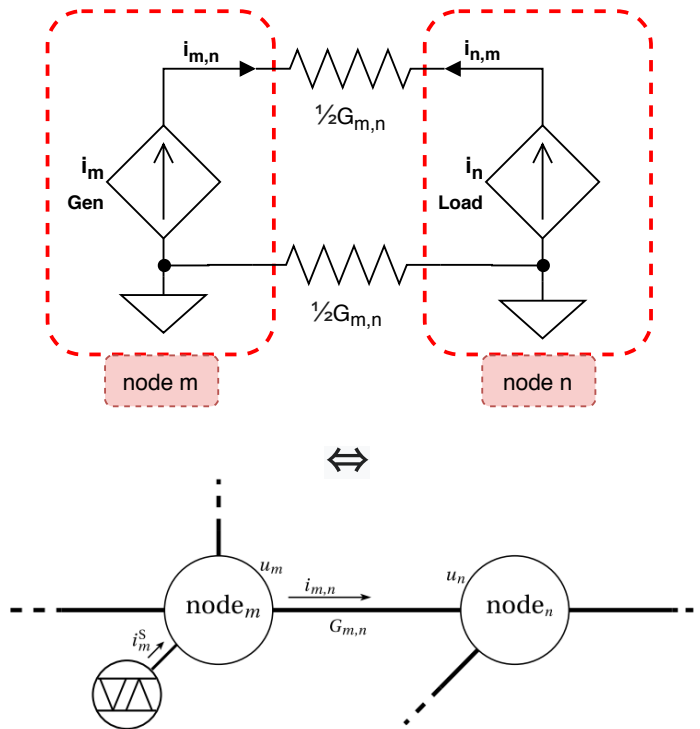 i_{m,n}
i_{n,m}
½G_{m,n}
i_m
Gen
i_n
Load
½G_{m,n}
node m
node n
⇔
u_m
i_{m,n}
u_n
node_m
node_n
G_{m,n}
i_m^S